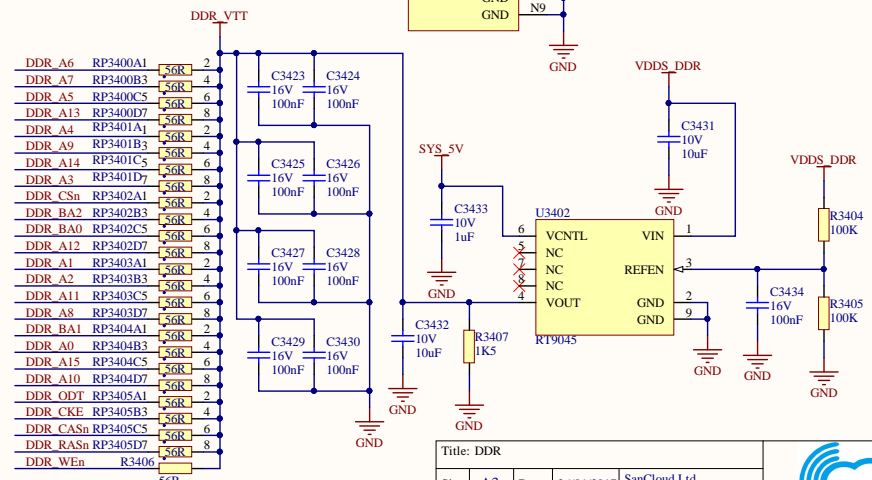 DDR_VTT
GND
GND N9
GND
DDR_A6 RP3400A1 56R 2
DDR_A7 RP3400B3 56R 4
DDR_A5 RP3400C5 56R 6
DDR_A13 RP3400D7 56R 8
DDR_A4 RP3401A1 56R 2
DDR_A9 RP3401B3 56R 4
DDR_A14 RP3401C5 56R 6
DDR_A3 RP3401D7 56R 8
DDR_CSn RP3402A1 56R 2
DDR_BA2 RP3402B3 56R 4
DDR_BA0 RP3402C5 56R 6
DDR_A12 RP3402D7 56R 8
DDR_A1 RP3403A1 56R 2
DDR_A2 RP3403B3 56R 4
DDR_A11 RP3403C5 56R 6
DDR_A8 RP3403D7 56R 8
DDR_BA1 RP3404A1 56R 2
DDR_A0 RP3404B3 56R 4
DDR_A15 RP3404C5 56R 6
DDR_A10 RP3404D7 56R 8
DDR_ODT RP3405A1 56R 2
DDR_CKE RP3405B3 56R 4
DDR_CASn RP3405C5 56R 6
DDR_RASn RP3405D7 56R 8
DDR_WEn R3406
56R
C3423
16V
100nF
C3424
16V
100nF
C3425
16V
100nF
C3426
16V
100nF
C3427
16V
100nF
C3428
16V
100nF
C3429
16V
100nF
C3430
16V
100nF
GND
SYS_5V
C3433
10V
1uF
GND
C3432
10V
10uF
GND
R3407
1K5
GND
U3402
6 VCNTL VIN 1
5 NC
7 NC REFEN 3
8 NC
4 VOUT GND 2
GND 9
RT9045
GND
VDDS_DDR
C3431
10V
10uF
GND
VDDS_DDR
R3404
100K
C3434
16V
100nF
GND
R3405
100K
GND
Title: DDR
SanCloud Ltd